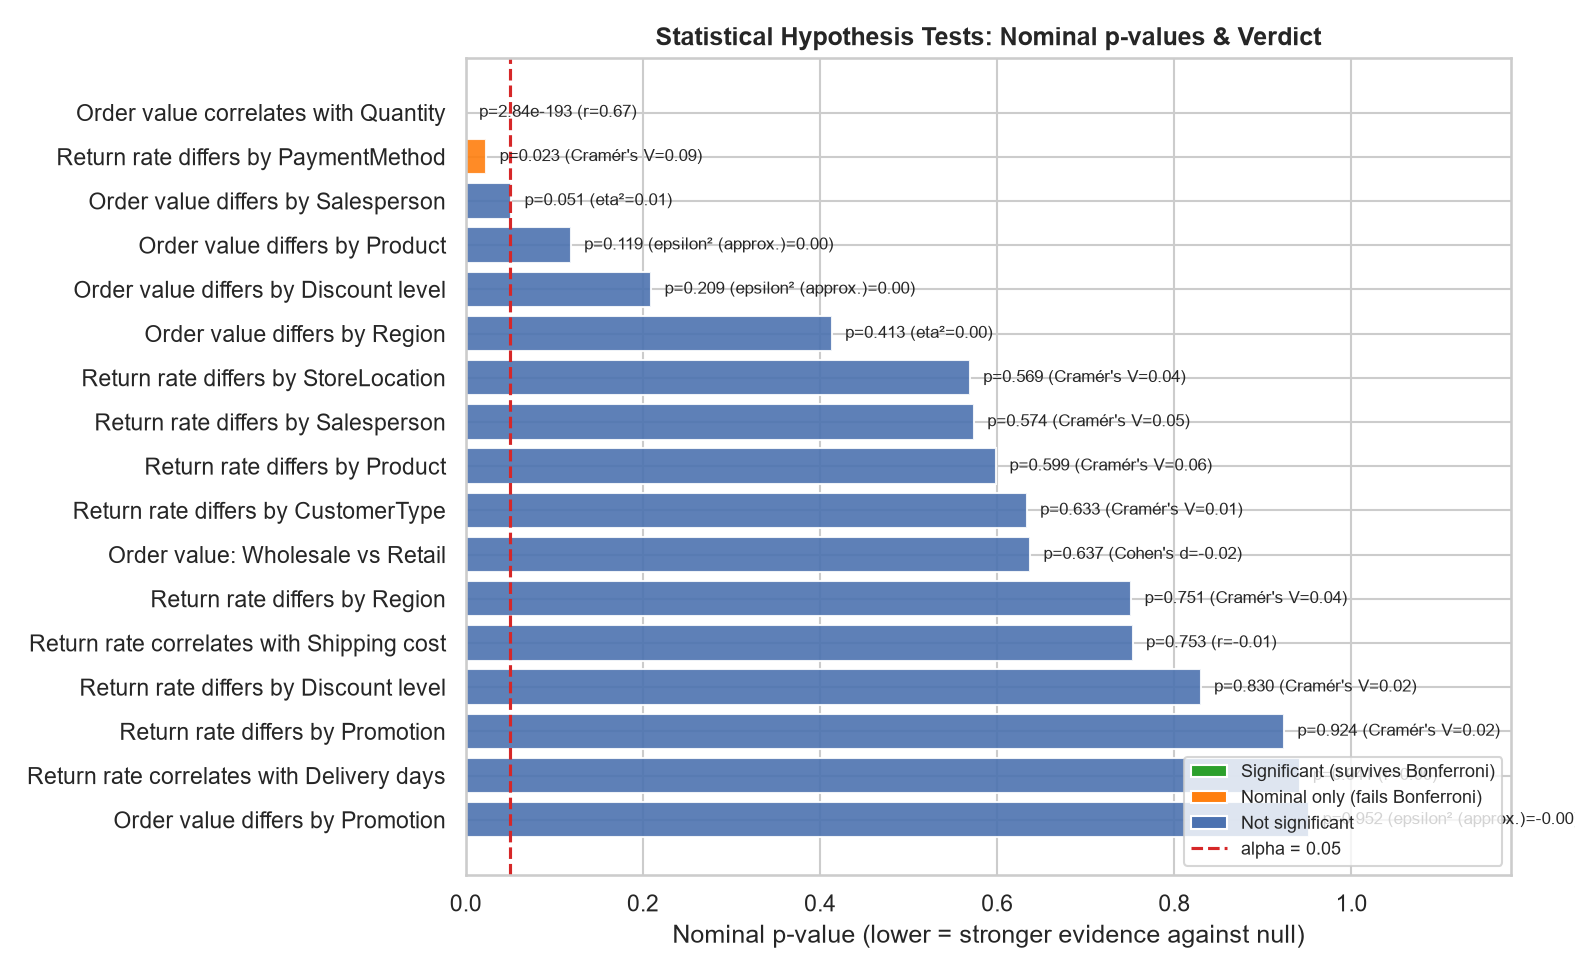 Statistical Hypothesis Tests: Nominal p-values & Verdict
Order value correlates with Quantity p=2.84e-193 (r=0.67)
Return rate differs by PaymentMethod p=0.023 (Cramér's V=0.09)
Order value differs by Salesperson p=0.051 (eta²=0.01)
Order value differs by Product p=0.119 (epsilon² (approx.)=0.00)
Order value differs by Discount level p=0.209 (epsilon² (approx.)=0.00)
Order value differs by Region p=0.413 (eta²=0.00)
Return rate differs by StoreLocation p=0.569 (Cramér's V=0.04)
Return rate differs by Salesperson p=0.574 (Cramér's V=0.05)
Return rate differs by Product p=0.599 (Cramér's V=0.06)
Return rate differs by CustomerType p=0.633 (Cramér's V=0.01)
Order value: Wholesale vs Retail p=0.637 (Cohen's d=-0.02)
Return rate differs by Region p=0.751 (Cramér's V=0.04)
Return rate correlates with Shipping cost p=0.753 (r=-0.01)
Return rate differs by Discount level p=0.830 (Cramér's V=0.02)
Return rate differs by Promotion p=0.924 (Cramér's V=0.02)
Return rate correlates with Delivery days
Order value differs by Promotion p=0.952 (epsilon² (approx.)=-0.00
Significant (survives Bonferroni)
Nominal only (fails Bonferroni)
Not significant
alpha = 0.05
0.0 0.2 0.4 0.6 0.8 1.0
Nominal p-value (lower = stronger evidence against null)